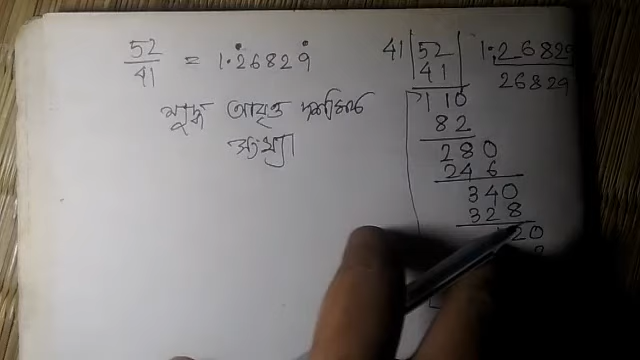 52/41 = 1.2̇6829̇
শুদ্ধ আবৃত্ত দশমিক
সংখ্যা
41 | 52 | 1.26829
41 26829
110
82
280
246
340
328
120